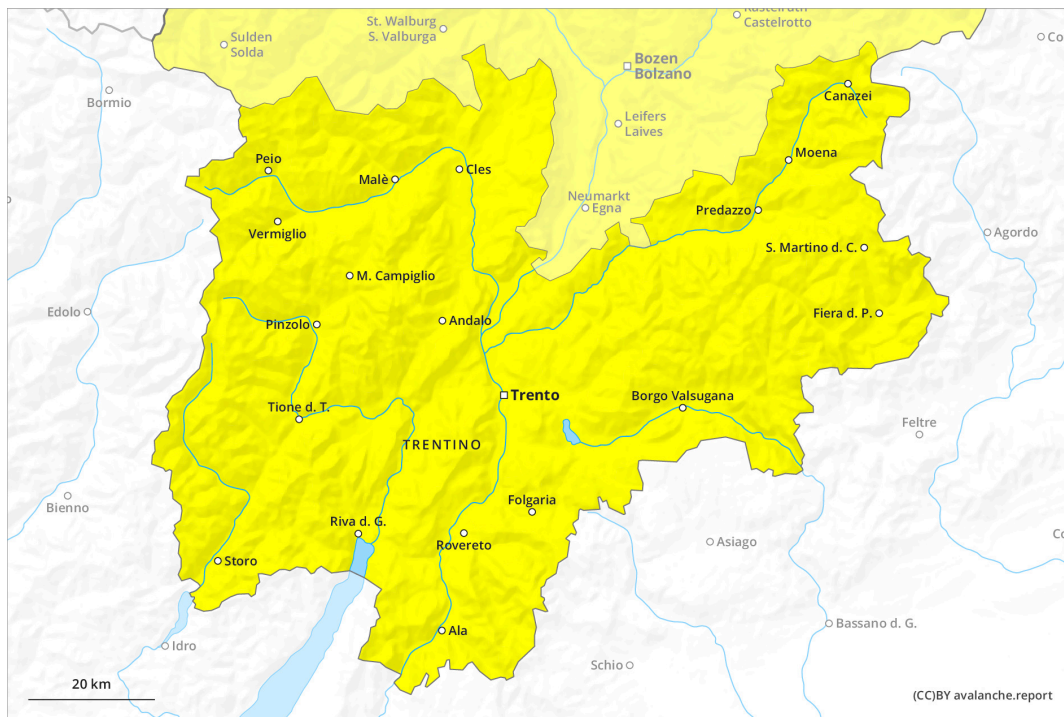 Kastelruth
Castelrotto
St. Walburg
S. Valburga
Sulden
Solda
Co
Bozen
Bolzano
Bormio
Canazei
Leifers
Laives
Peio
Malè
Cles
Moena
Neumarkt
Egna
Predazzo
Vermiglio
Agordo
S. Martino d. C.
M. Campiglio
Edolo
Fiera d. P.
Pinzolo
Andalo
Trento
Borgo Valsugana
Tione d. T.
Feltre
TRENTINO
Bienno
Folgaria
Riva d. G.
Rovereto
Asiago
Storo
Bassano d. G.
Ala
Idro
Schio
20 km
(CC)BY avalanche.report